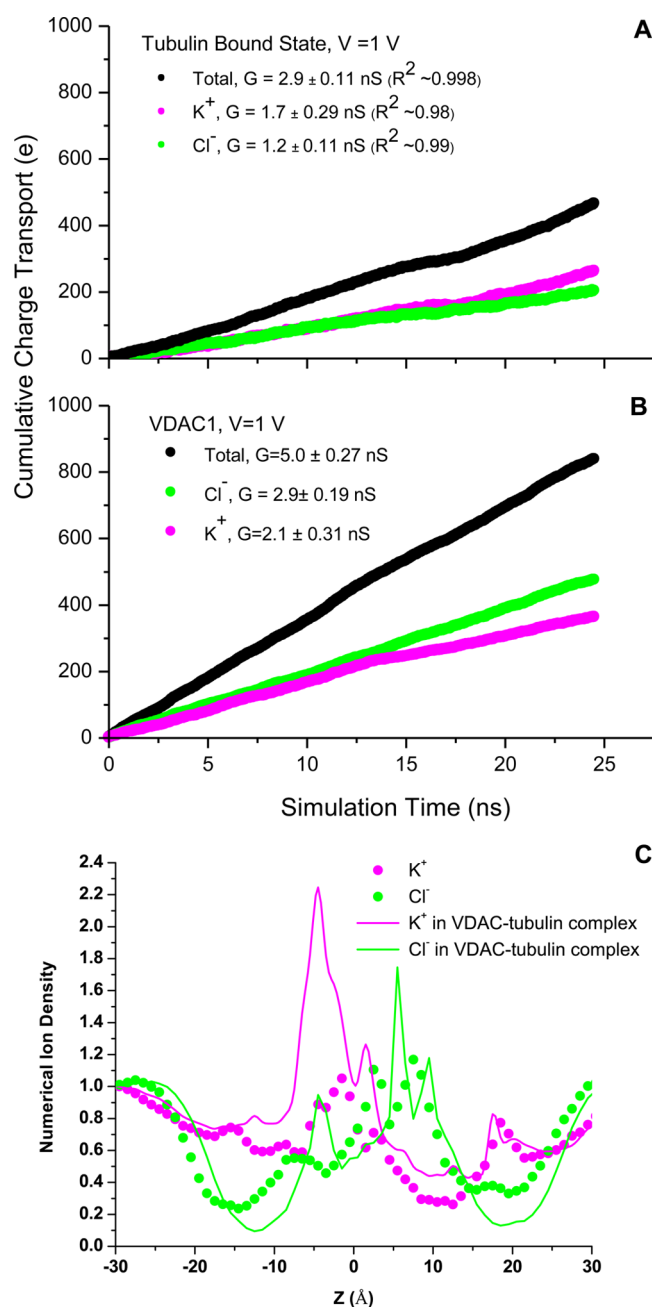 A
Tubulin Bound State, V =1 V
Total, G = 2.9 ± 0.11 nS (R² ~0.998)
K⁺, G = 1.7 ± 0.29 nS (R² ~0.98)
Cl⁻, G = 1.2 ± 0.11 nS (R² ~0.99)
1000
800
600
400
200
0
Cumulative Charge Transport (e)
B
VDAC1, V=1 V
Total, G=5.0 ± 0.27 nS
Cl⁻, G = 2.9± 0.19 nS
K⁺, G=2.1 ± 0.31 nS
1000
800
600
400
200
0
0 5 10 15 20 25
Simulation Time (ns)
C
K⁺
Cl⁻
K⁺ in VDAC-tubulin complex
Cl⁻ in VDAC-tubulin complex
2.4
2.2
2.0
1.8
1.6
1.4
1.2
1.0
0.8
0.6
0.4
0.2
0.0
Numerical Ion Density
-30 -20 -10 0 10 20 30
Z (Å)